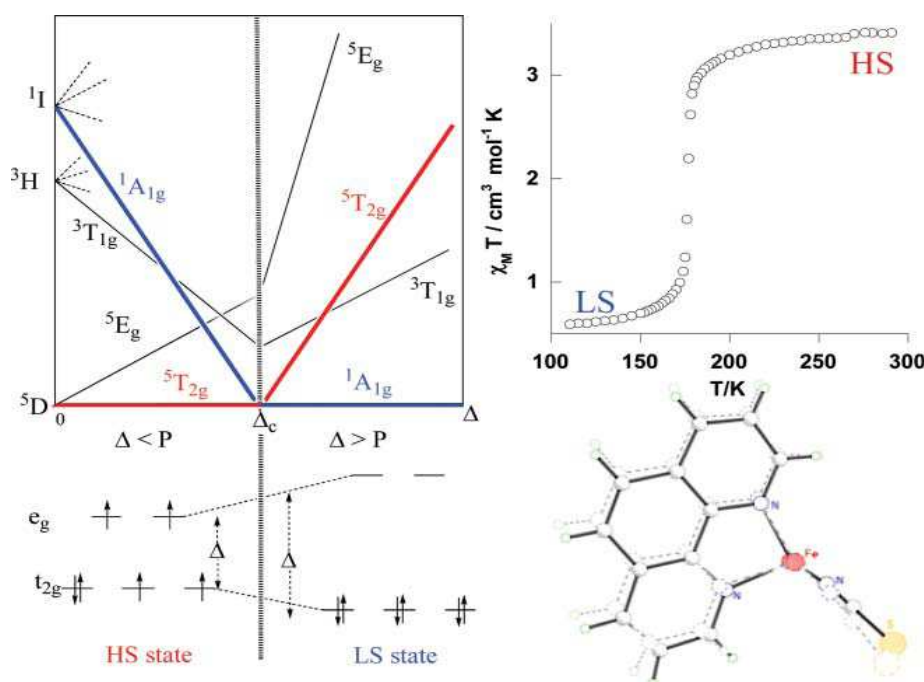 ⁵E_g
¹I
³H
¹A₁g
³T₁g
⁵T₂g
³T₁g
⁵E_g
⁵T₂g
¹A₁g
⁵D
0
Δc
Δ
Δ < P
Δ > P
e_g
Δ
Δ
t₂g
HS state
LS state
χ_M T / cm³ mol⁻¹ K
3
2
1
HS
LS
100
150
200
250
300
T/K
N
Fe
N
N
S